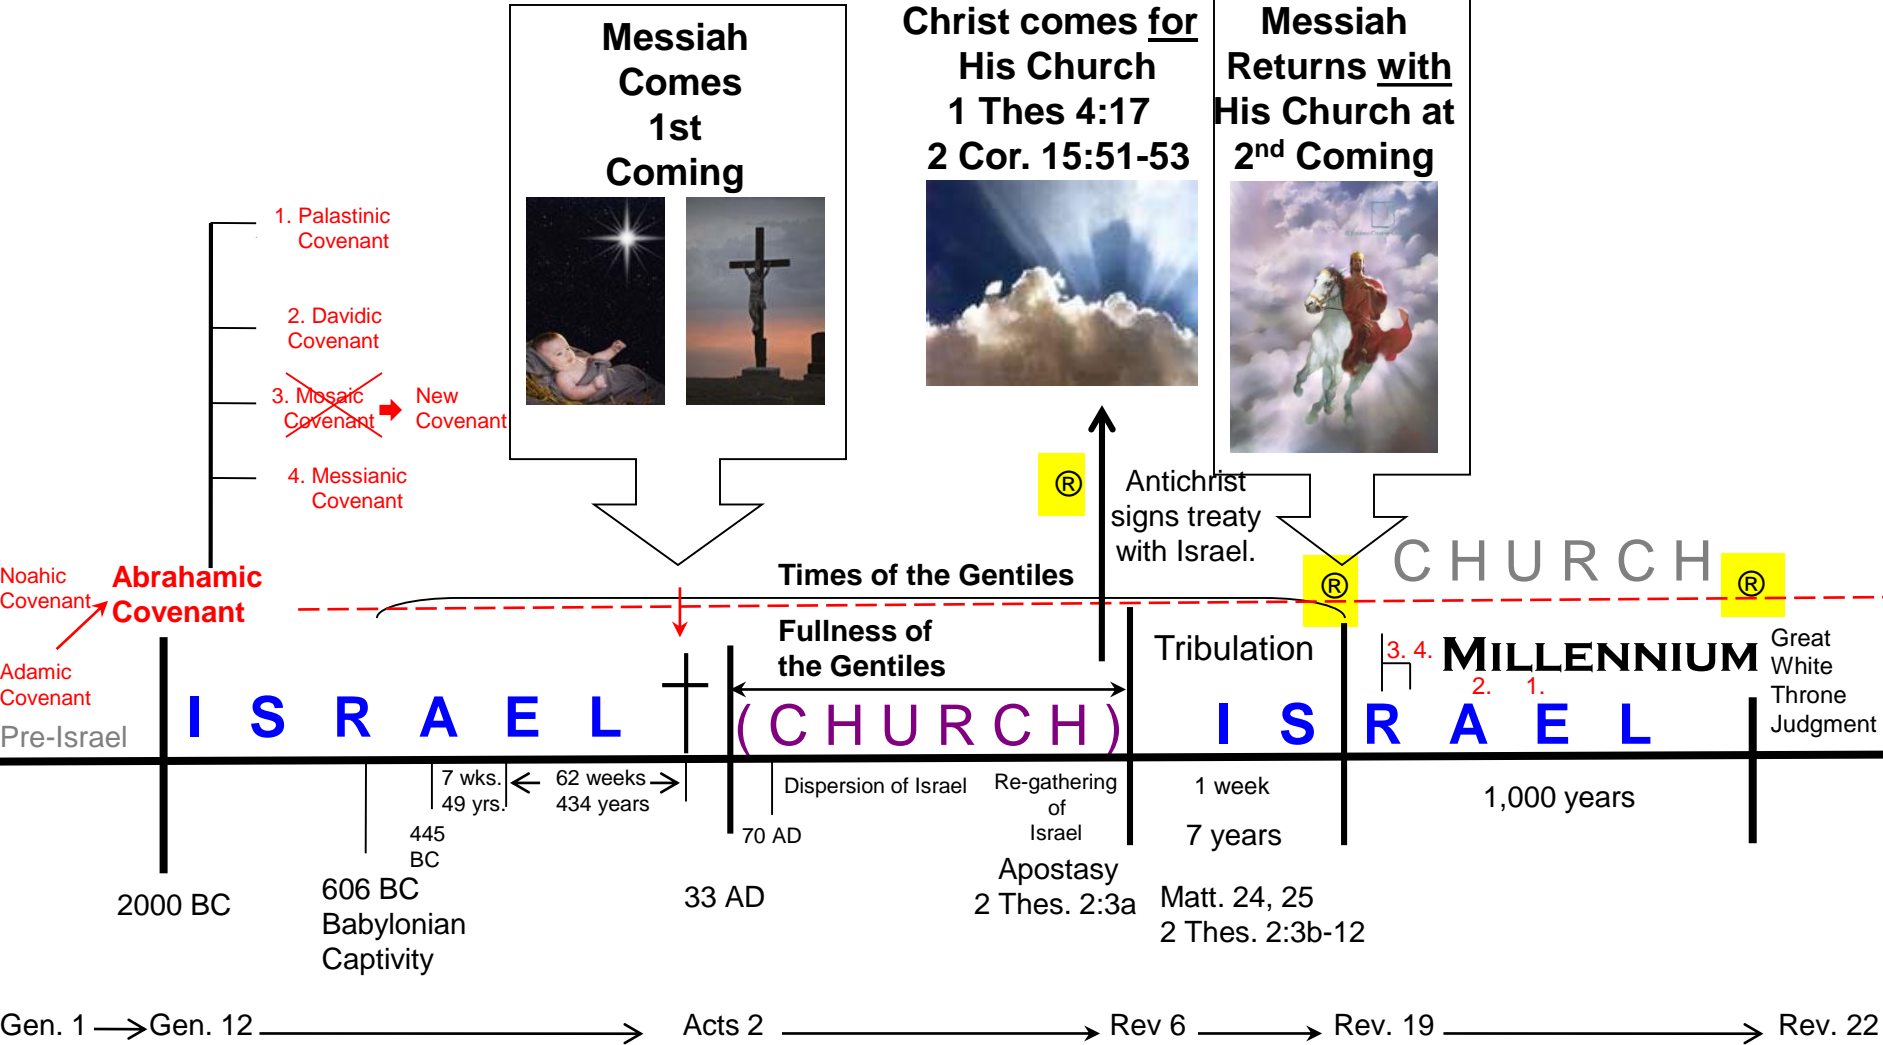 Messiah
Comes
1st
Coming
Christ comes for
His Church
1 Thes 4:17
2 Cor. 15:51-53
Messiah
Returns with
His Church at
2nd Coming
1. Palastinic
Covenant
2. Davidic
Covenant
3. Mosaic
Covenant
New
Covenant
4. Messianic
Covenant
®
Antichrist
signs treaty
with Israel.
Noahic
Covenant
Abrahamic
Covenant
Adamic
Covenant
Pre-Israel
Times of the Gentiles
Fullness of
the Gentiles
®
CHURCH
®
Tribulation
3. 4.
MILLENNIUM
2. 1.
Great
White
Throne
Judgment
ISRAEL
(CHURCH)
ISRAEL
7 wks.
49 yrs.
62 weeks
434 years
Dispersion of Israel
Re-gathering
of
Israel
1 week
7 years
1,000 years
445
BC
70 AD
606 BC
Babylonian
Captivity
2000 BC
33 AD
Apostasy
2 Thes. 2:3a
Matt. 24, 25
2 Thes. 2:3b-12
Gen. 1
Gen. 12
Acts 2
Rev 6
Rev. 19
Rev. 22